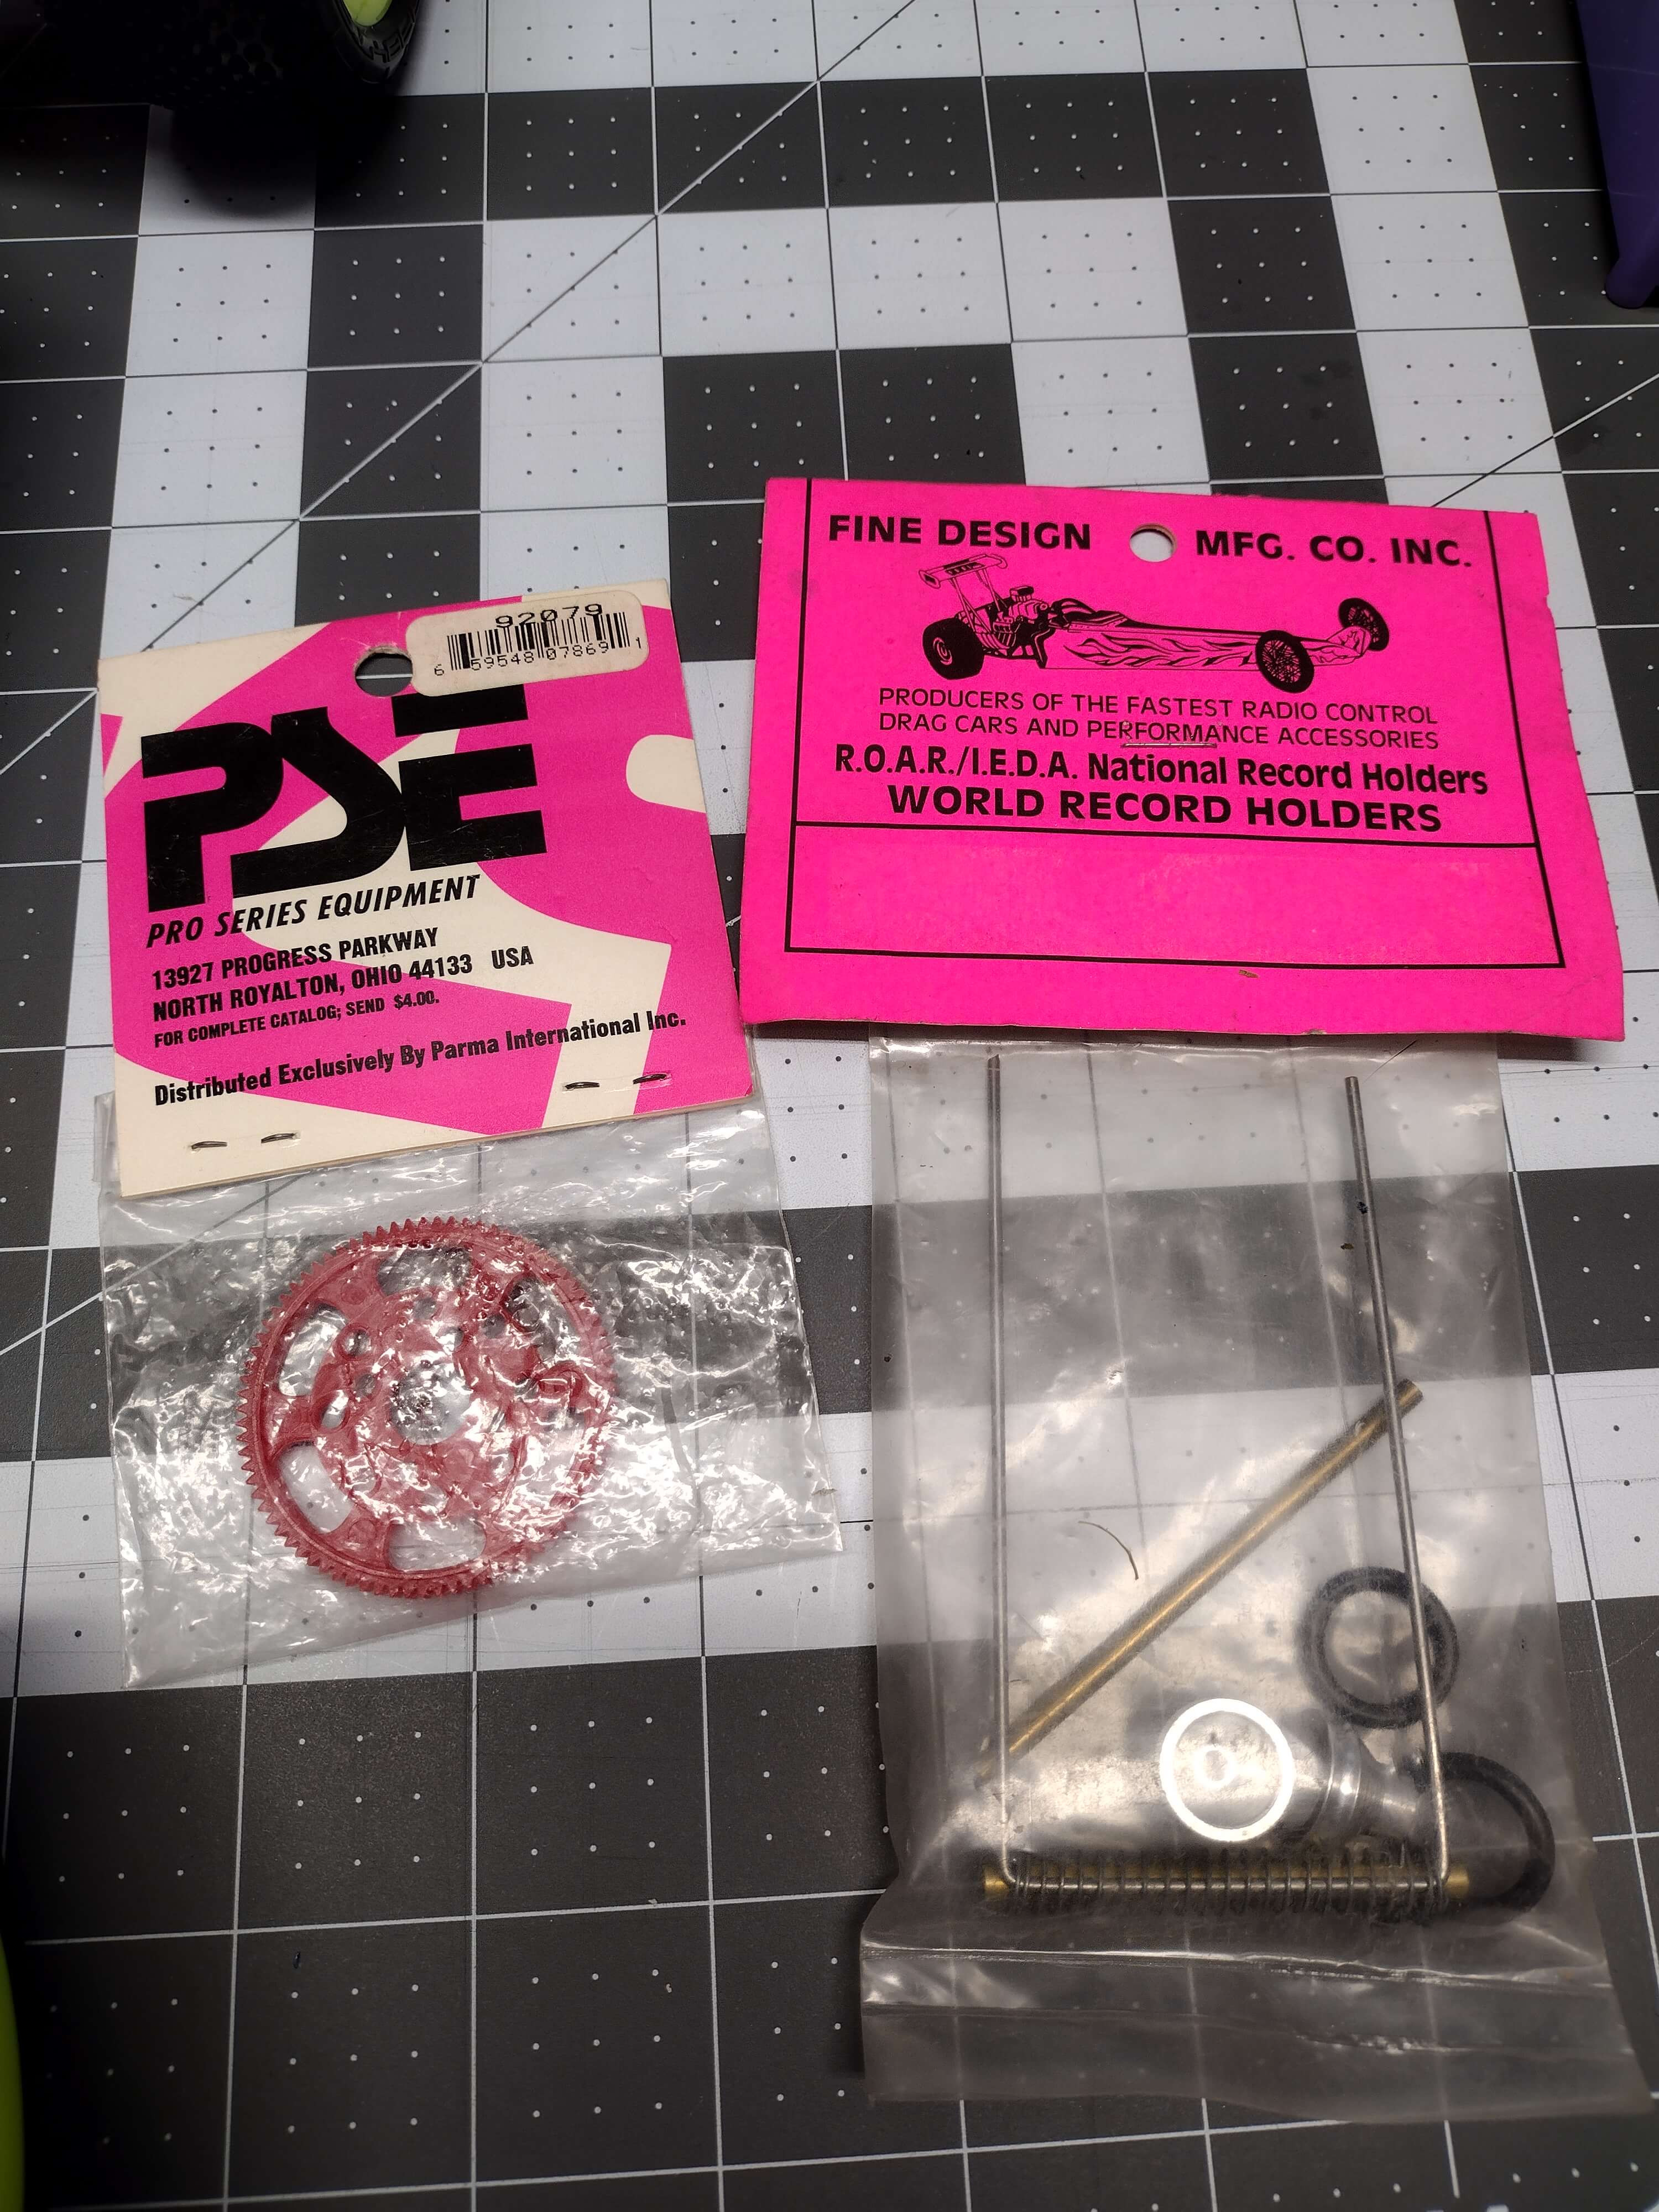 92079
6 59548 07869 1
PSE
PRO SERIES EQUIPMENT
13927 PROGRESS PARKWAY
NORTH ROYALTON, OHIO 44133 USA
FOR COMPLETE CATALOG; SEND $4.00.
Distributed Exclusively By Parma International Inc.
FINE DESIGN MFG. CO. INC.
PRODUCERS OF THE FASTEST RADIO CONTROL
DRAG CARS AND PERFORMANCE ACCESSORIES
R.O.A.R./I.E.D.A. National Record Holders
WORLD RECORD HOLDERS